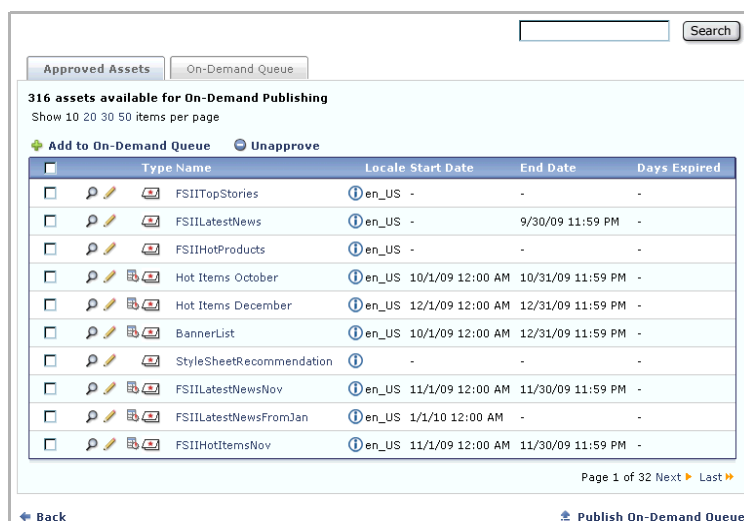 Search
Approved Assets On-Demand Queue
316 assets available for On-Demand Publishing
Show 10 20 30 50 items per page
Add to On-Demand Queue Unapprove
Type Name Locale Start Date End Date Days Expired
FSIITopStories en_US - - -
FSIILatestNews en_US - 9/30/09 11:59 PM -
FSIIHotProducts en_US - - -
Hot Items October en_US 10/1/09 12:00 AM 10/31/09 11:59 PM -
Hot Items December en_US 12/1/09 12:00 AM 12/31/09 11:59 PM -
BannerList en_US 10/1/09 12:00 AM 12/31/09 11:59 PM -
StyleSheetRecommendation - - -
FSIILatestNewsNov en_US 11/1/09 12:00 AM 11/30/09 11:59 PM -
FSIILatestNewsFromJan en_US 1/1/10 12:00 AM - -
FSIIHotItemsNov en_US 11/1/09 12:00 AM 11/30/09 11:59 PM -
Page 1 of 32 Next Last
Back Publish On-Demand Queue